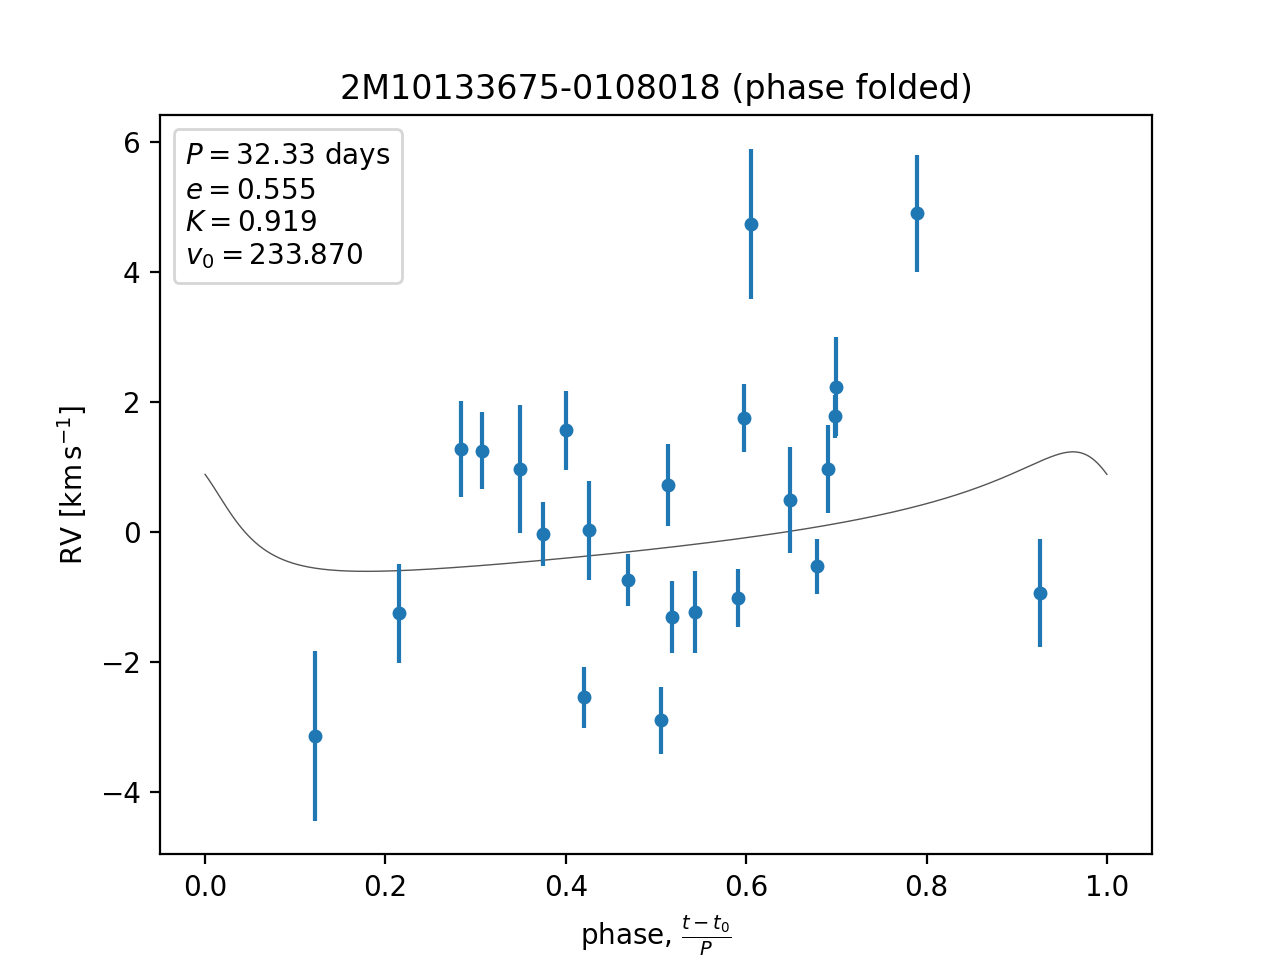 2M10133675-0108018 (phase folded)
P = 32.33 days
e = 0.555
K = 0.919
v₀ = 233.870
6
4
2
0
−2
−4
RV [km s⁻¹]
0.0 0.2 0.4 0.6 0.8 1.0
phase, (t − t₀)/P